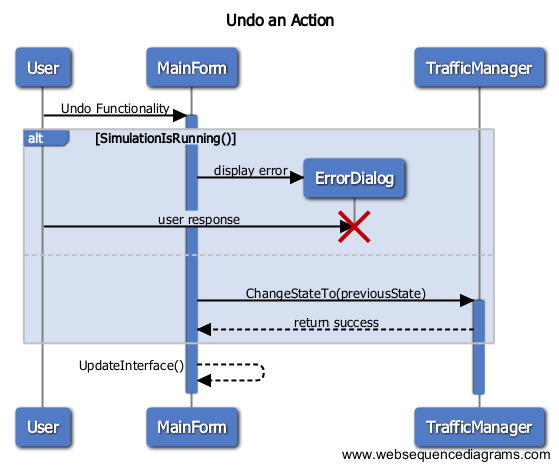 Undo an Action
User
MainForm
TrafficManager
Undo Functionality
alt
[SimulationIsRunning()]
display error
ErrorDialog
user response
ChangeStateTo(previousState)
return success
UpdateInterface()
User
MainForm
TrafficManager
www.websequencediagrams.com